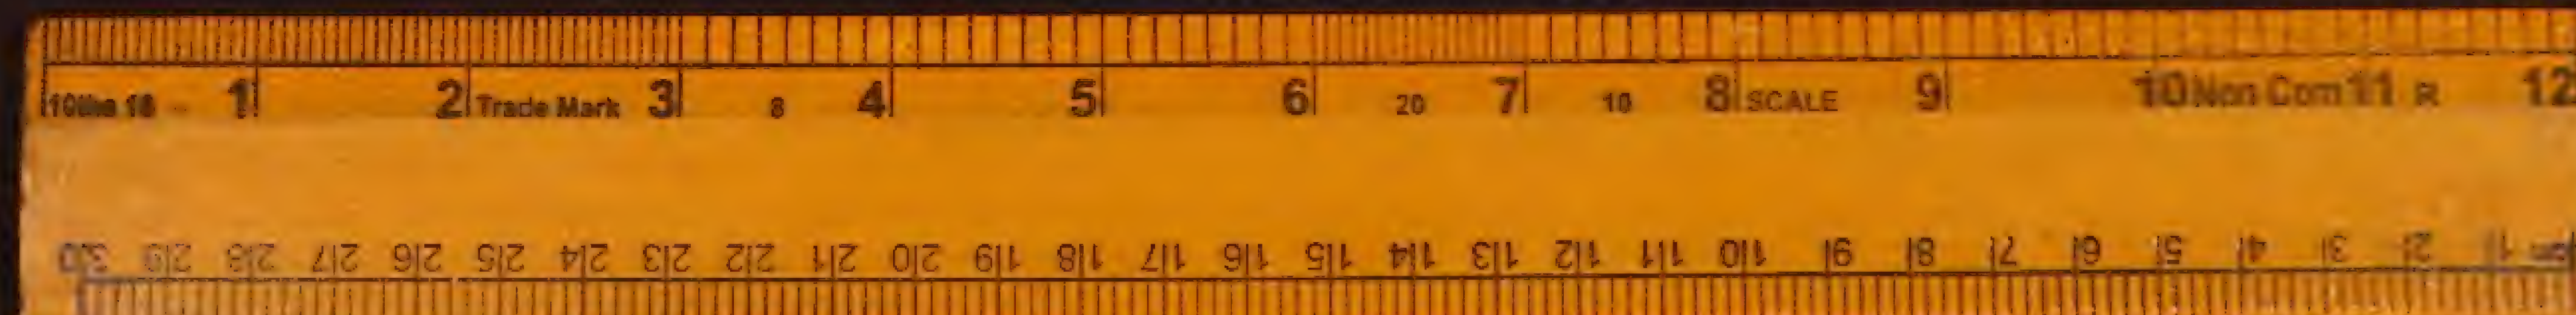 10ths 16 1 2 Trade Mark 3 8 4 5 6 20 7 10 8 SCALE 9 10 Non Com 11 R 12
cm 1 2 3 4 5 6 7 8 9 10 11 12 13 14 15 16 17 18 19 20 21 22 23 24 25 26 27 28 29 30